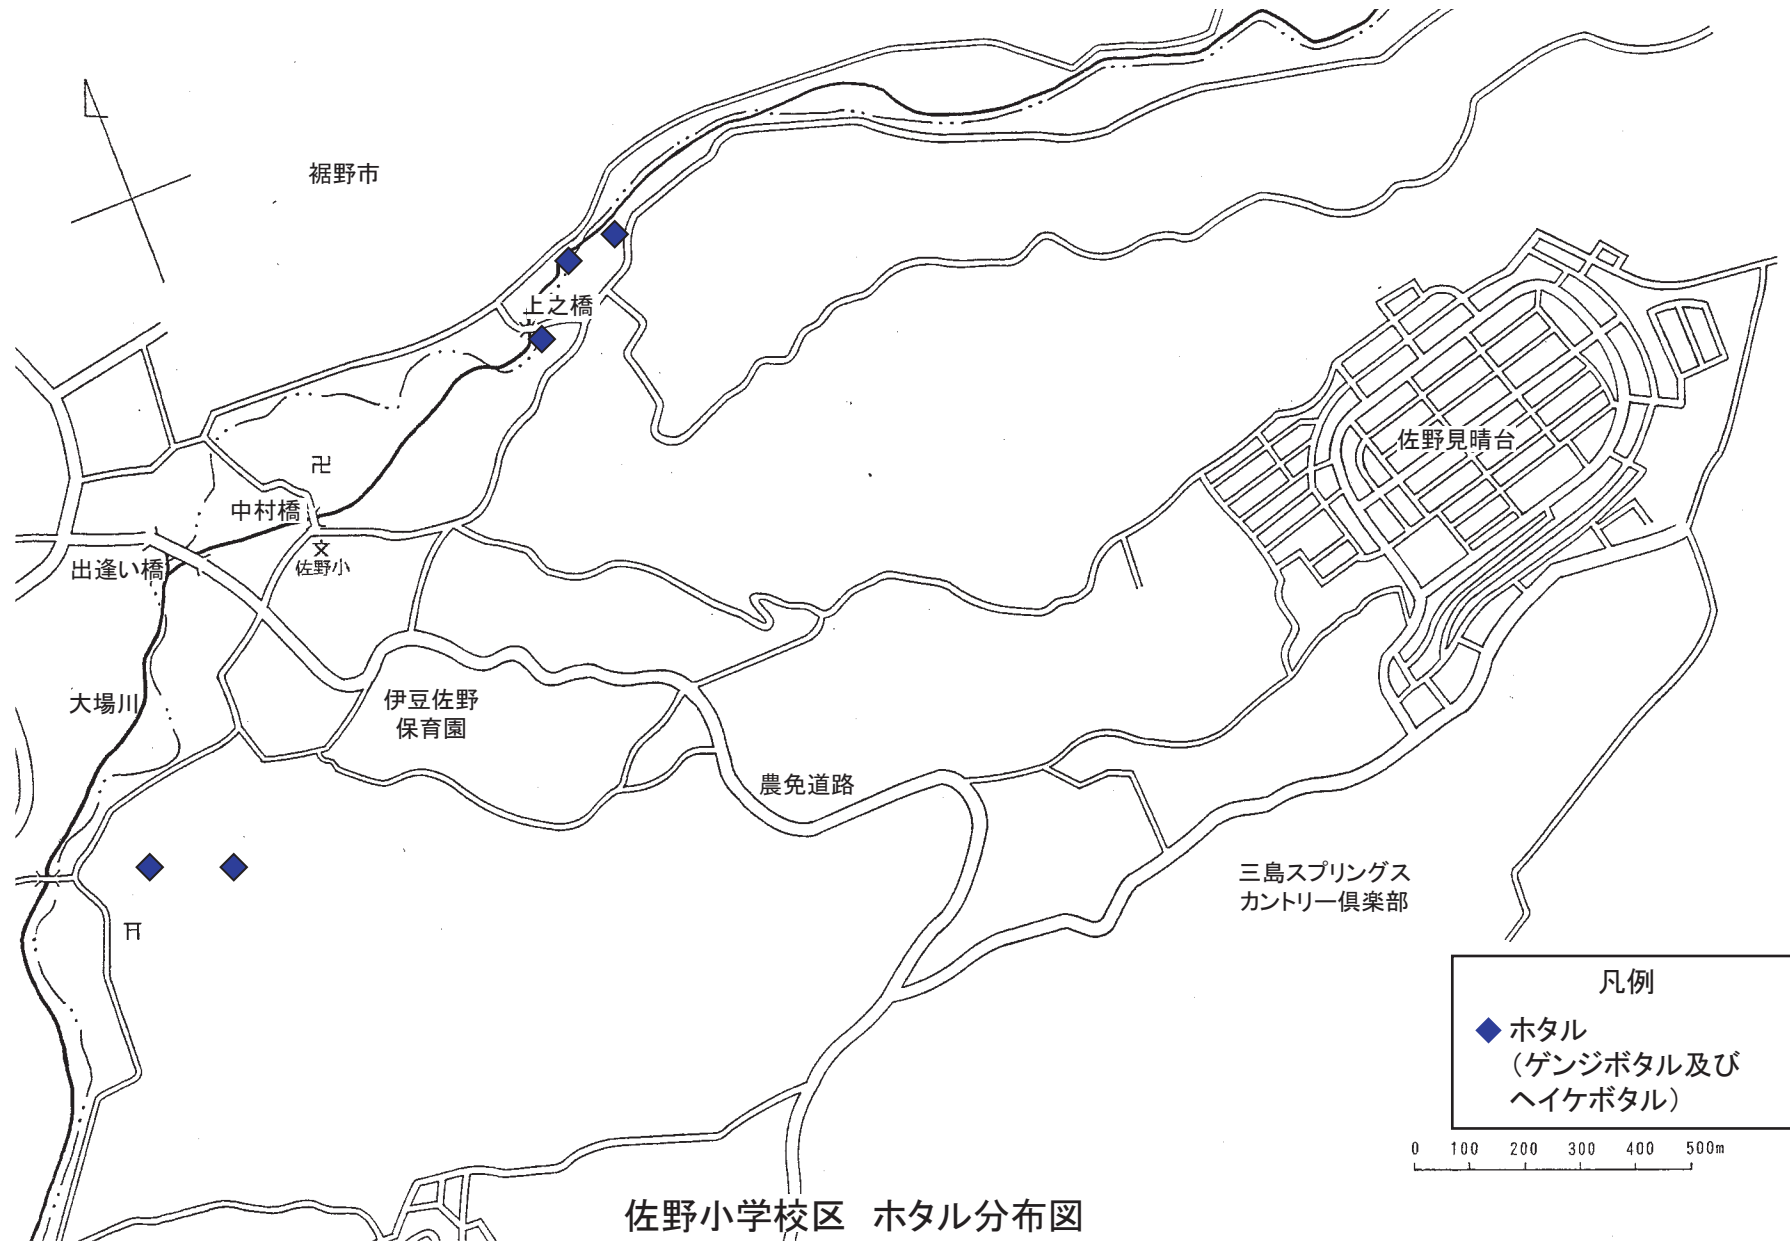 裾野市
上之橋
佐野見晴台
卍
中村橋
文
佐野小
出逢い橋
大場川
伊豆佐野
保育園
農免道路
三島スプリングス
カントリー倶楽部
凡例
ホタル
（ゲンジボタル及び
ヘイケボタル）
0 100 200 300 400 500m
佐野小学校区 ホタル分布図